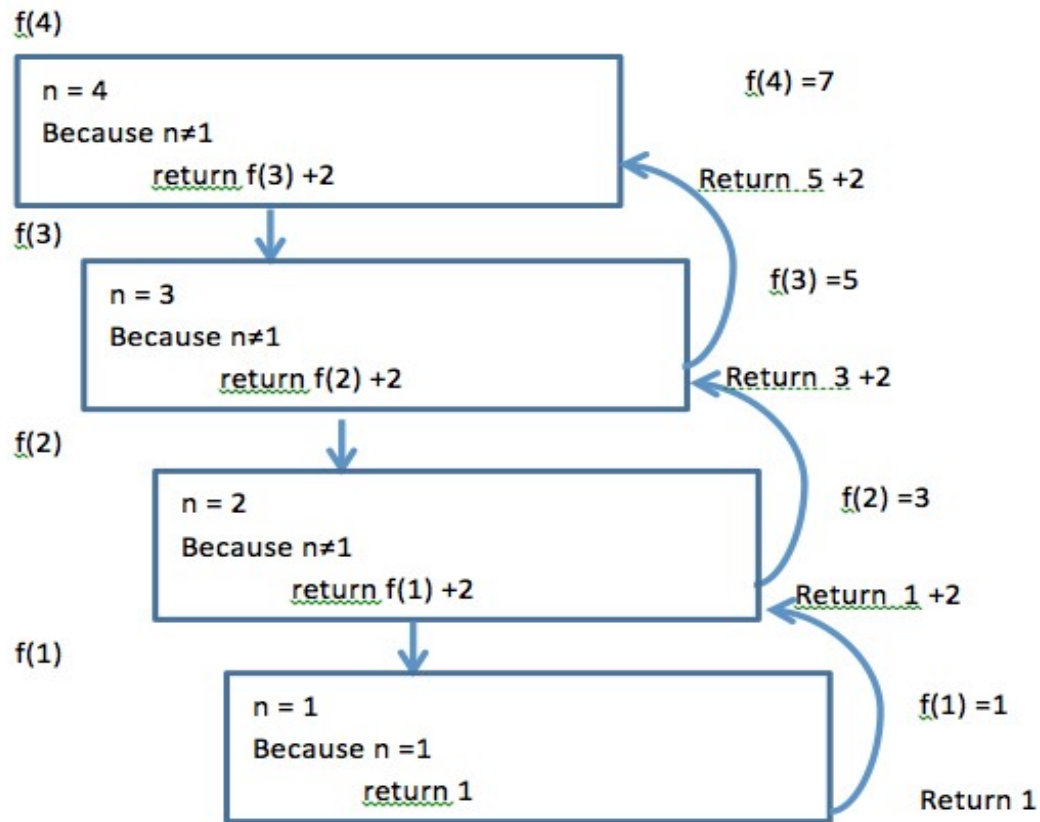 f(4)
n = 4
Because n≠1
return f(3) +2
f(4) =7
Return 5 +2
f(3)
n = 3
Because n≠1
return f(2) +2
f(3) =5
Return 3 +2
f(2)
n = 2
Because n≠1
return f(1) +2
f(2) =3
Return 1 +2
f(1)
n = 1
Because n =1
return 1
f(1) =1
Return 1